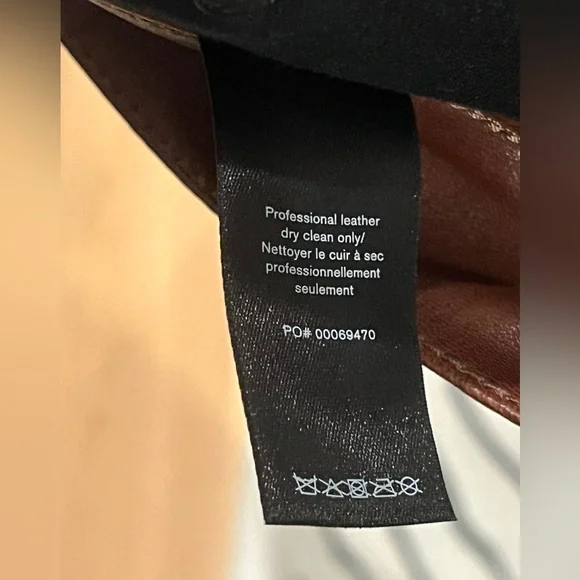 Professional leather
dry clean only/
Nettoyer le cuir à sec
professionnellement
seulement
PO# 00069470